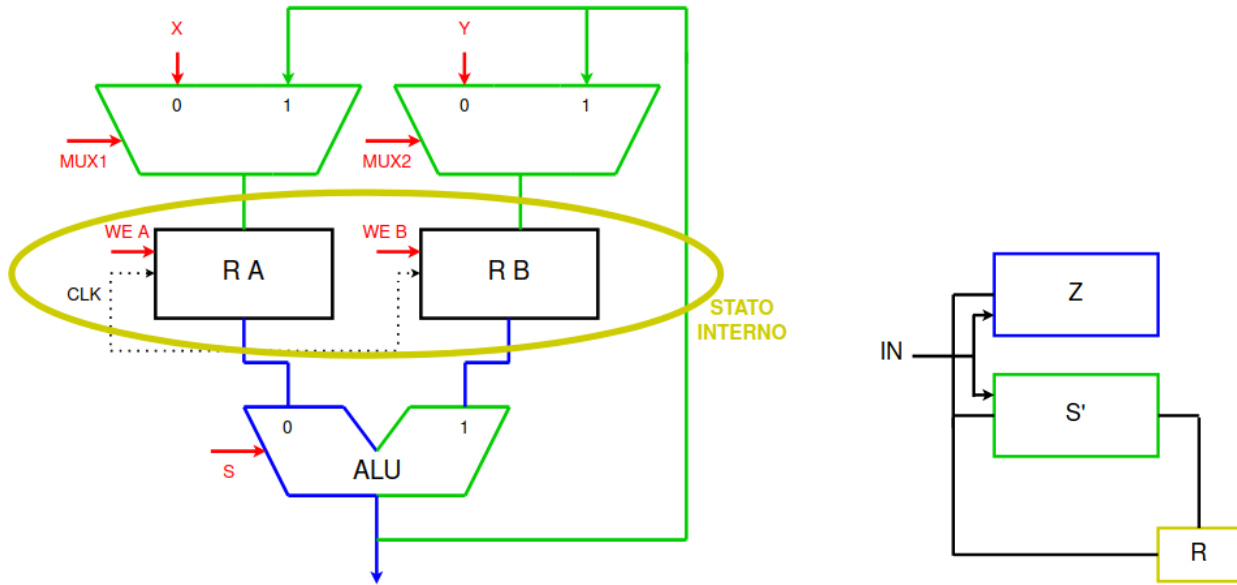 X
Y
0
1
0
1
MUX1
MUX2
WE A
WE B
R A
R B
CLK
STATO
INTERNO
0
1
ALU
S
Z
IN
S'
R